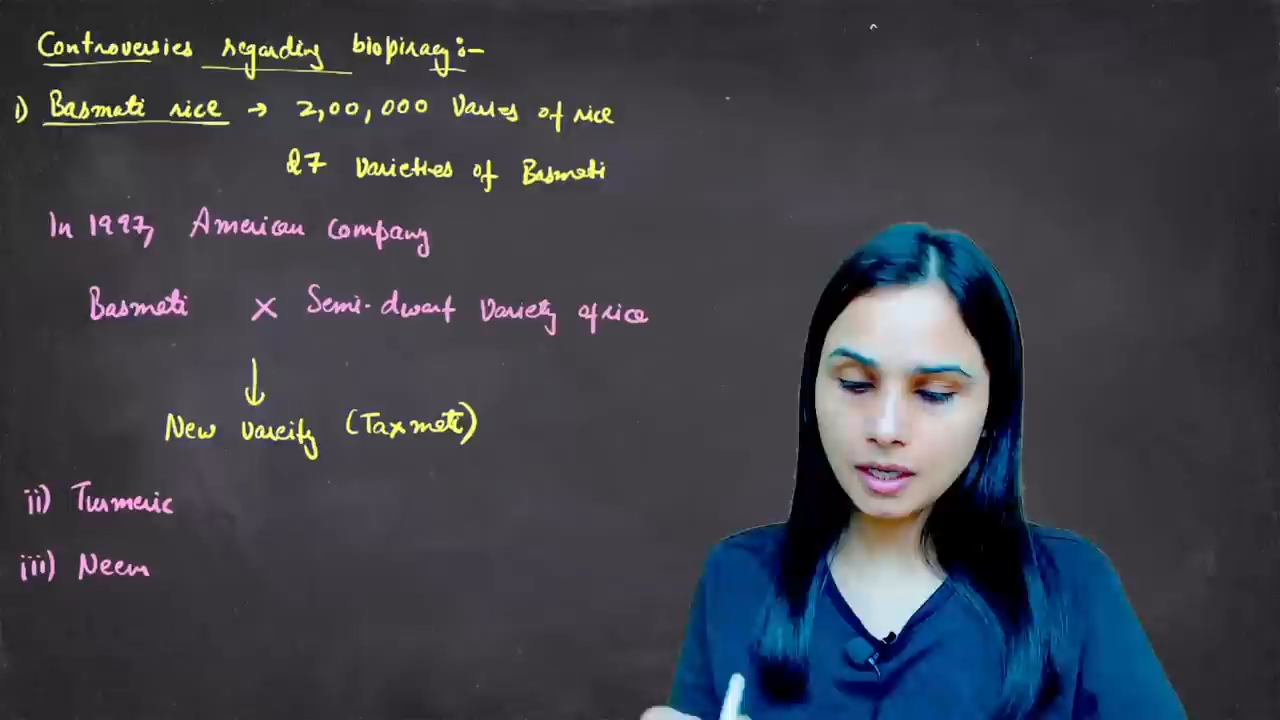 Controversies regarding biopiracy:-
i) Basmati rice → 2,00,000 Varies of rice
27 Varieties of Basmati
In 1997, American company
Basmati × Semi-dwarf Variety of rice
↓
New Variety (Taxmati)
ii) Turmeric
iii) Neem